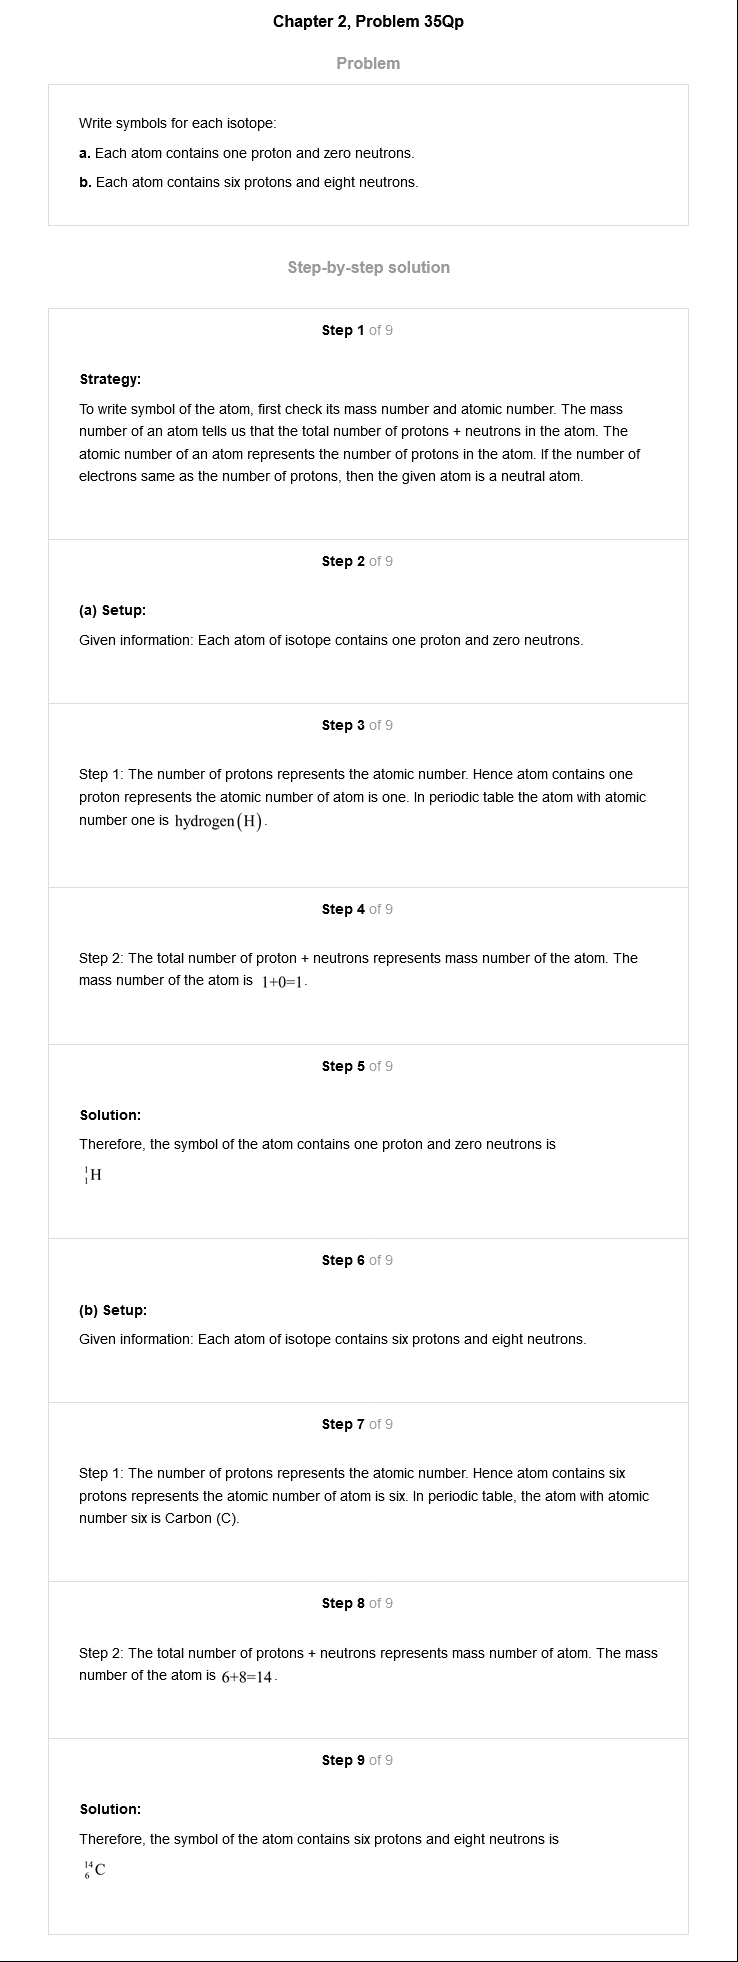 Chapter 2, Problem 35Qp
Problem
Write symbols for each isotope:
a. Each atom contains one proton and zero neutrons.
b. Each atom contains six protons and eight neutrons.
Step-by-step solution
Step 1 of 9
Strategy:
To write symbol of the atom, first check its mass number and atomic number. The mass
number of an atom tells us that the total number of protons + neutrons in the atom. The
atomic number of an atom represents the number of protons in the atom. If the number of
electrons same as the number of protons, then the given atom is a neutral atom.
Step 2 of 9
(a) Setup:
Given information: Each atom of isotope contains one proton and zero neutrons.
Step 3 of 9
Step 1: The number of protons represents the atomic number. Hence atom contains one
proton represents the atomic number of atom is one. In periodic table the atom with atomic
number one is hydrogen(H).
Step 4 of 9
Step 2: The total number of proton + neutrons represents mass number of the atom. The
mass number of the atom is 1+0=1.
Step 5 of 9
Solution:
Therefore, the symbol of the atom contains one proton and zero neutrons is
¹₁H
Step 6 of 9
(b) Setup:
Given information: Each atom of isotope contains six protons and eight neutrons.
Step 7 of 9
Step 1: The number of protons represents the atomic number. Hence atom contains six
protons represents the atomic number of atom is six. In periodic table, the atom with atomic
number six is Carbon (C).
Step 8 of 9
Step 2: The total number of protons + neutrons represents mass number of atom. The mass
number of the atom is 6+8=14.
Step 9 of 9
Solution:
Therefore, the symbol of the atom contains six protons and eight neutrons is
¹⁴₆C